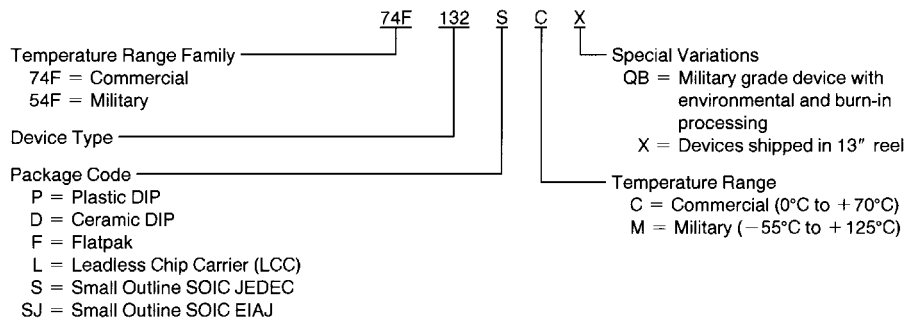 74F 132 S C X
Temperature Range Family
74F = Commercial
54F = Military
Device Type
Package Code
P = Plastic DIP
D = Ceramic DIP
F = Flatpak
L = Leadless Chip Carrier (LCC)
S = Small Outline SOIC JEDEC
SJ = Small Outline SOIC EIAJ
Special Variations
QB = Military grade device with
environmental and burn-in
processing
X = Devices shipped in 13″ reel
Temperature Range
C = Commercial (0°C to +70°C)
M = Military (−55°C to +125°C)